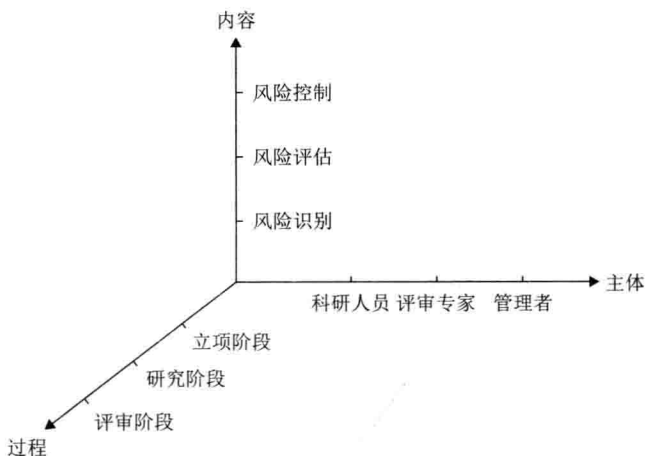 内容
风险控制
风险评估
风险识别
主体
科研人员 评审专家 管理者
立项阶段
研究阶段
评审阶段
过程